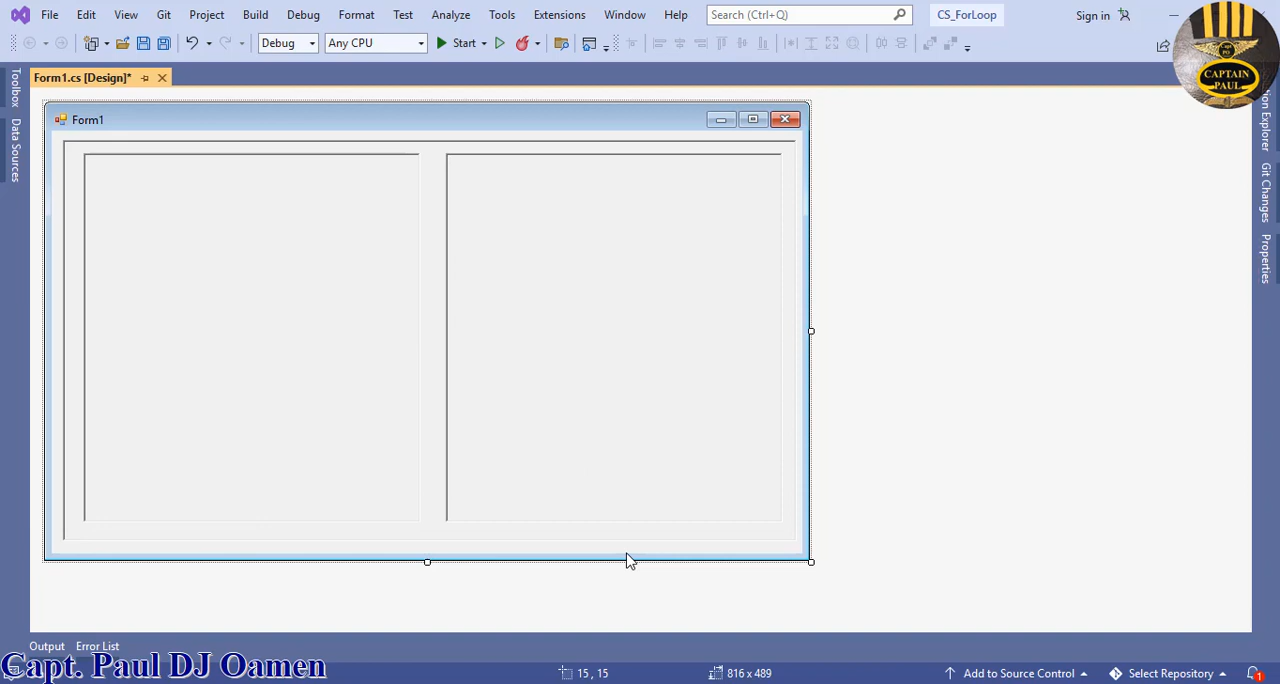 File Edit View Git Project Build Debug Format Test Analyze Tools Extensions Window Help Search (Ctrl+Q) CS_ForLoop Sign in
Debug Any CPU Start
CAPTAIN
PAUL
Form1.cs [Design]*
Toolbox
Data Sources
Form1
Git Changes
Properties
Output Error List
Capt. Paul DJ Oamen
15 , 15 816 x 489 Add to Source Control Select Repository 1